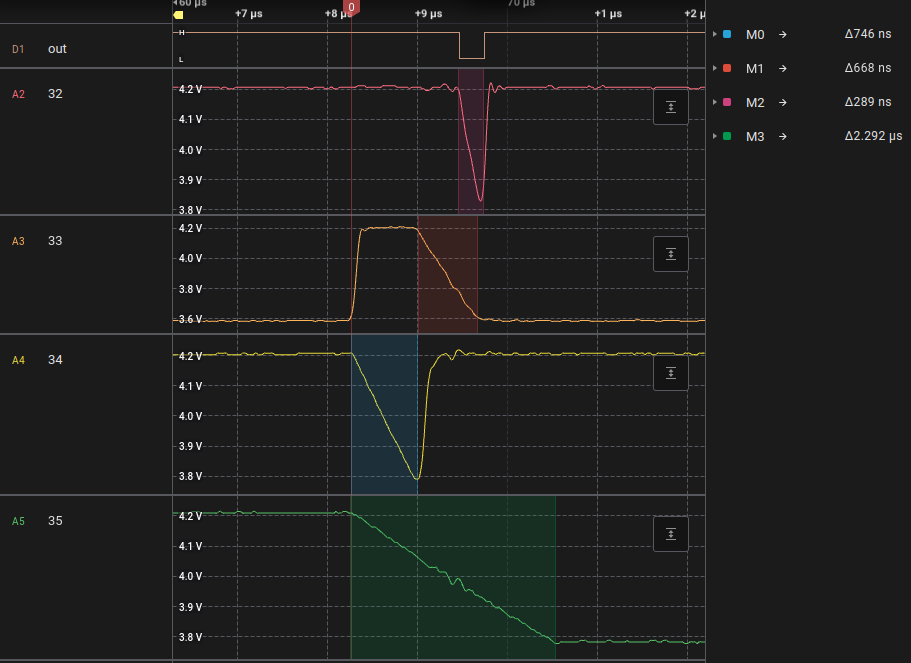 60 µs
70 µs
+7 µs +8 µs 0 +9 µs +1 µs +2 µ
D1 out
H
L
A2 32
4.2 V
4.1 V
4.0 V
3.9 V
3.8 V
A3 33
4.2 V
4.0 V
3.8 V
3.6 V
A4 34
4.2 V
4.1 V
4.0 V
3.9 V
3.8 V
A5 35
4.2 V
4.1 V
4.0 V
3.9 V
3.8 V
M0 → Δ746 ns
M1 → Δ668 ns
M2 → Δ289 ns
M3 → Δ2.292 µs